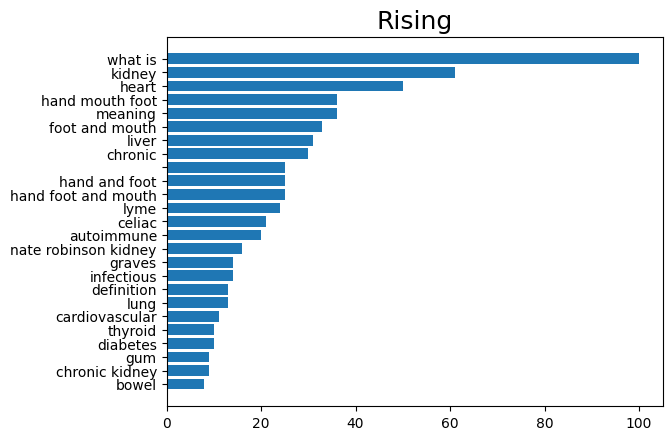 Rising
what is
kidney
heart
hand mouth foot
meaning
foot and mouth
liver
chronic
hand and foot
hand foot and mouth
lyme
celiac
autoimmune
nate robinson kidney
graves
infectious
definition
lung
cardiovascular
thyroid
diabetes
gum
chronic kidney
bowel
0 20 40 60 80 100